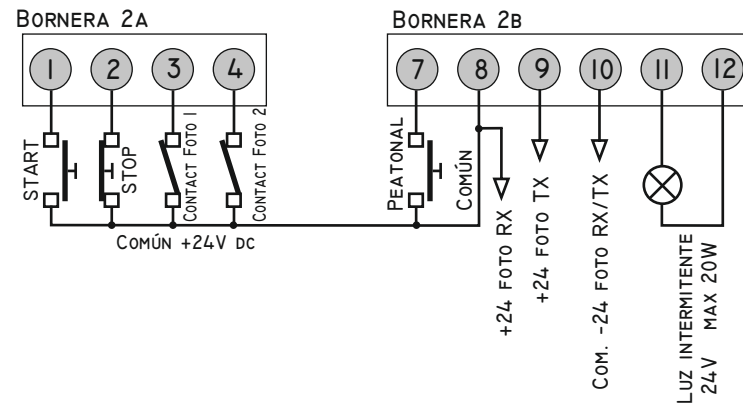 BORNERA 2A
BORNERA 2B
1 2 3 4
7 8 9 10 11 12
START
STOP
CONTACT FOTO 1
CONTACT FOTO 2
PEATONAL
COMÚN
COMÚN +24V DC
+24 FOTO RX
+24 FOTO TX
COM. -24 FOTO RX/TX
LUZ INTERMITENTE
24V MAX 20W